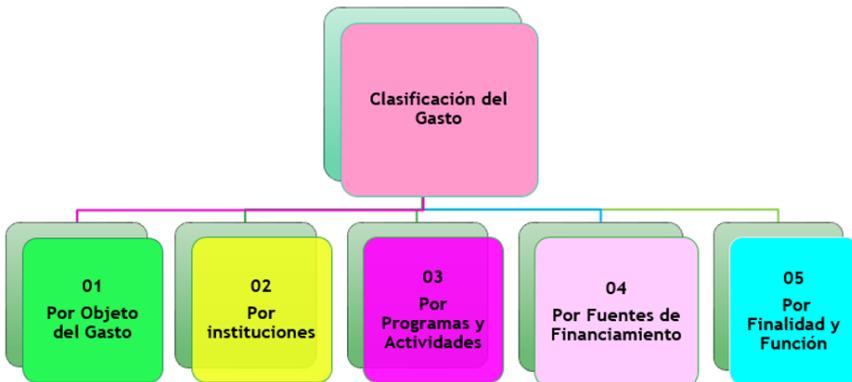 Clasificación del
Gasto
01
Por Objeto
del Gasto
02
Por
instituciones
03
Por
Programas y
Actividades
04
Por Fuentes de
Financiamiento
05
Por
Finalidad y
Función